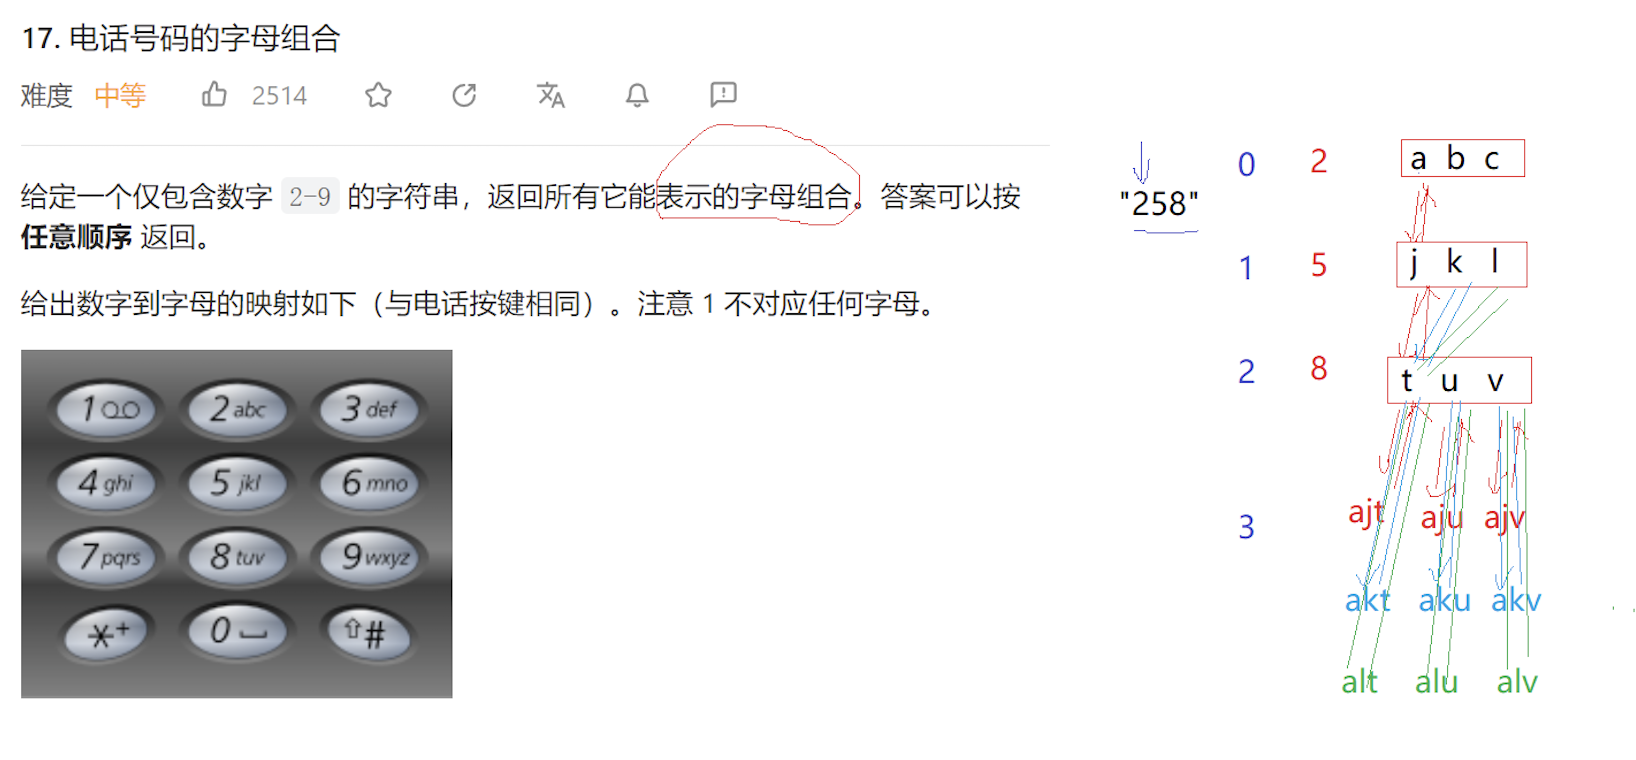 17. 电话号码的字母组合
难度 中等 2514
给定一个仅包含数字 2-9 的字符串，返回所有它能表示的字母组合。答案可以按
任意顺序 返回。
给出数字到字母的映射如下（与电话按键相同）。注意 1 不对应任何字母。
1 2 abc 3 def
4 ghi 5 jkl 6 mno
7 pqrs 8 tuv 9 wxyz
*+ 0 #
"258"
0 2 a b c
1 5 j k l
2 8 t u v
3 ajt aju ajv
akt aku akv
alt alu alv